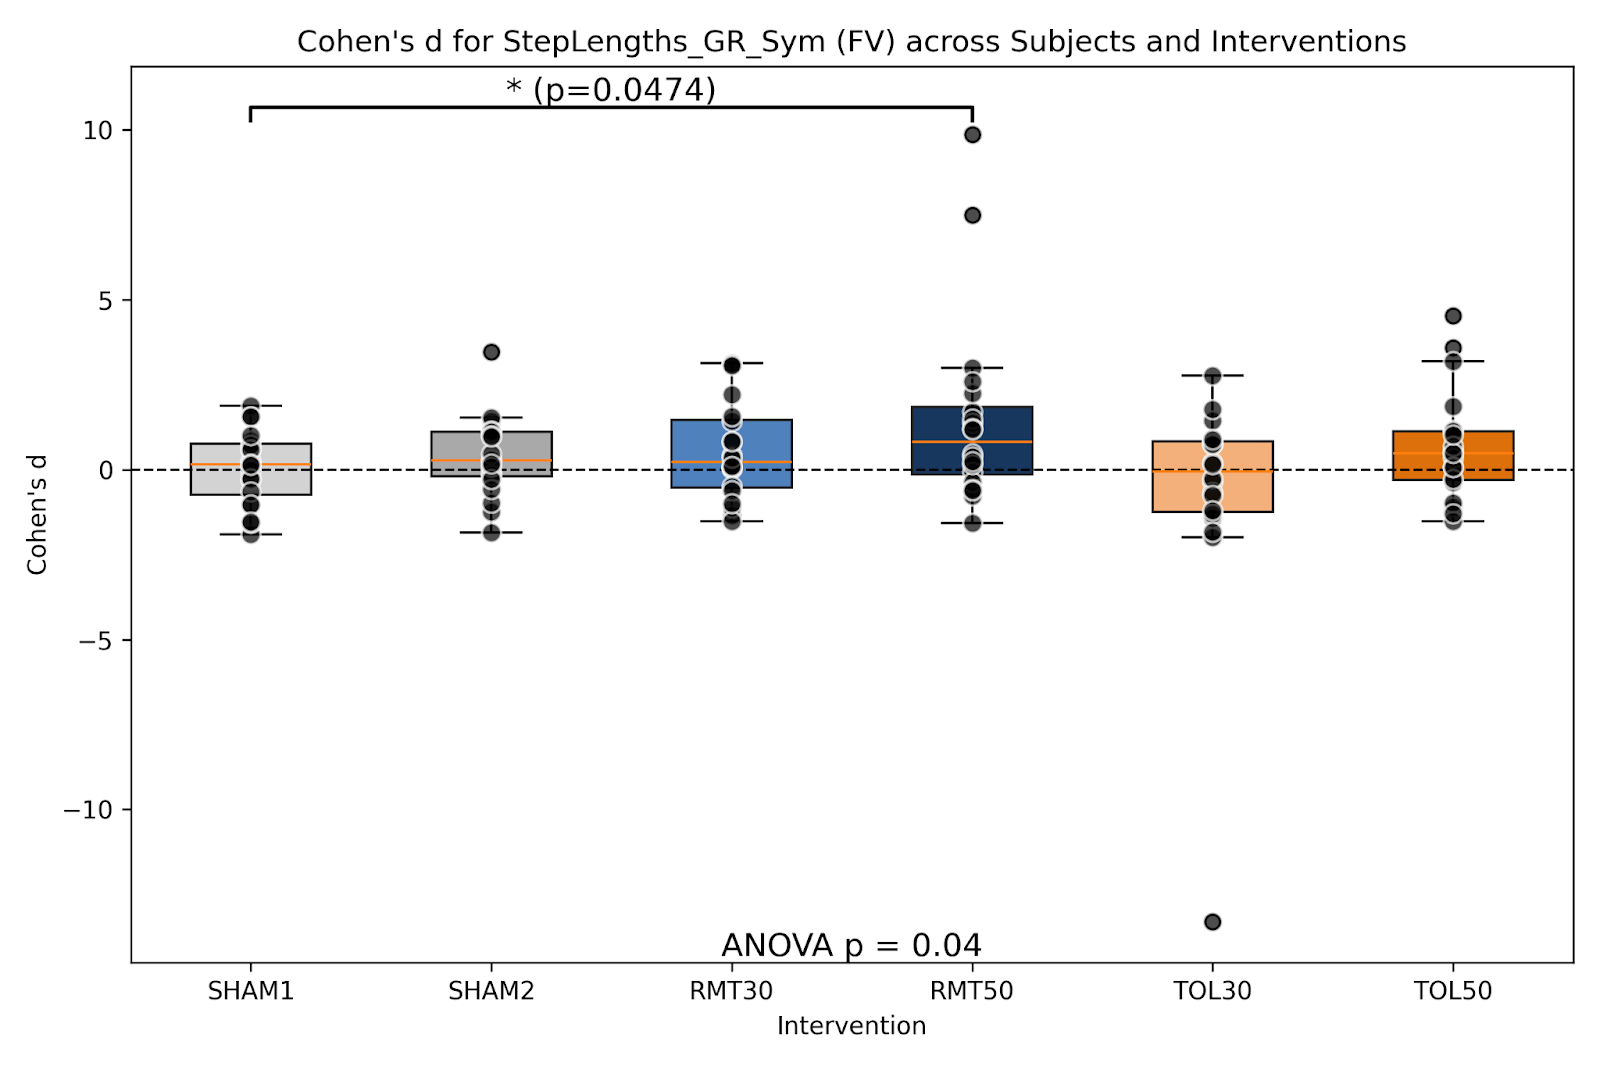 Cohen's d for StepLengths_GR_Sym (FV) across Subjects and Interventions
* (p=0.0474)
10
5
0
−5
−10
Cohen's d
ANOVA p = 0.04
SHAM1 SHAM2 RMT30 RMT50 TOL30 TOL50
Intervention